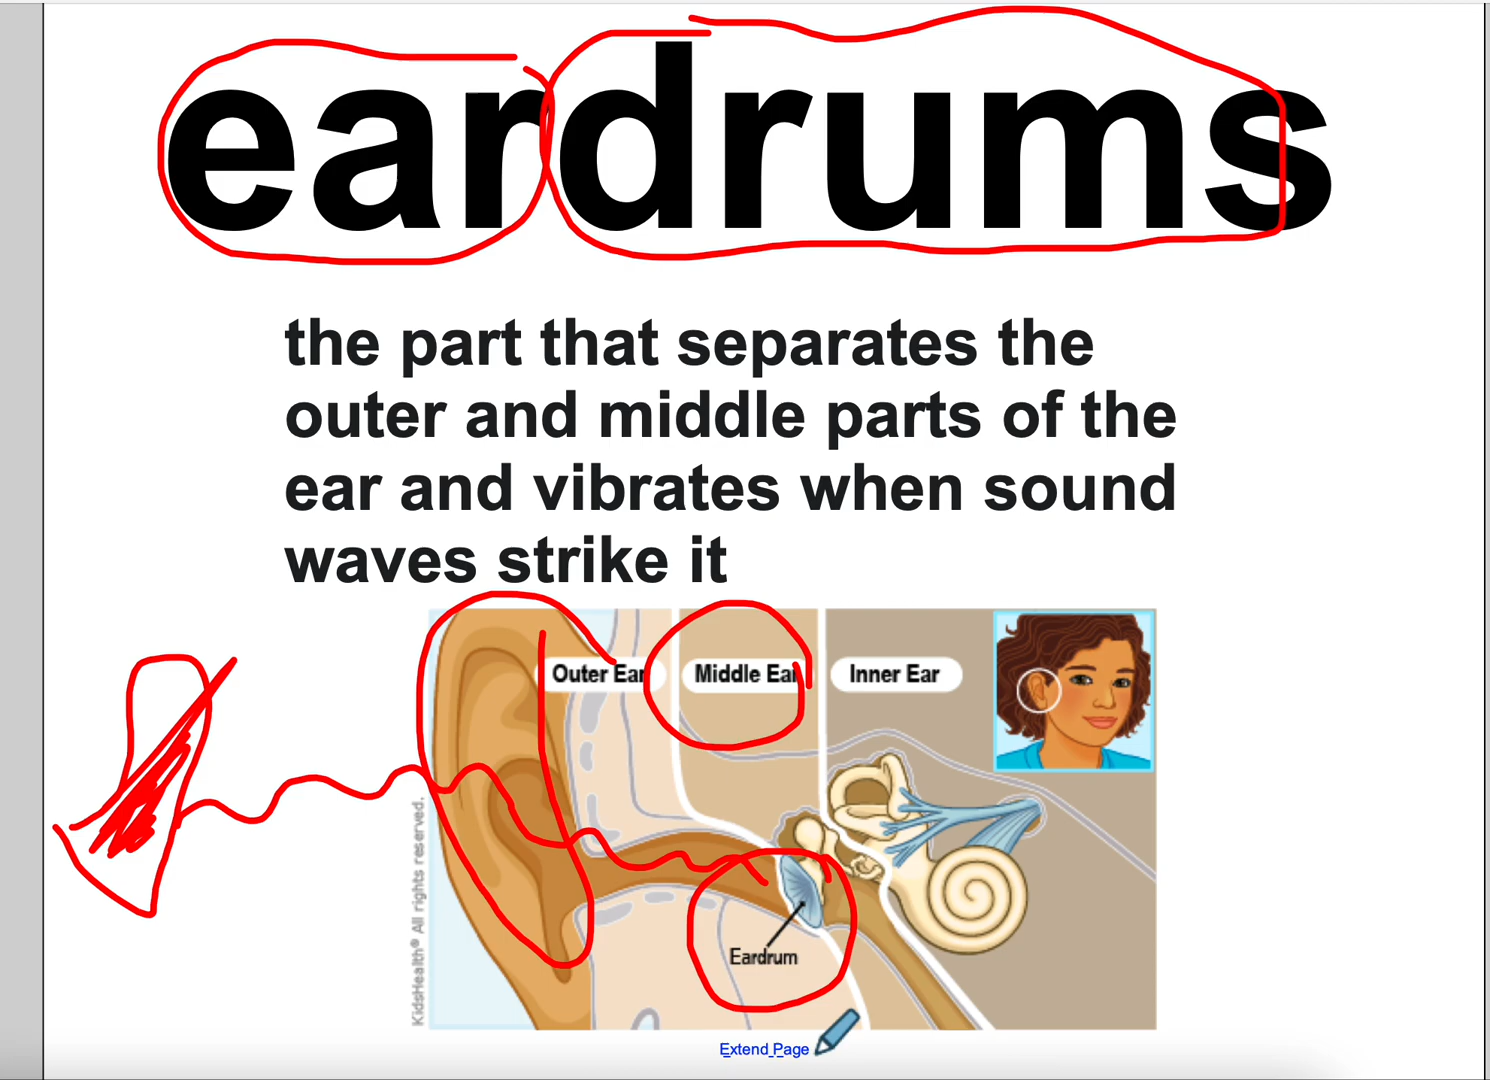 eardrums
the part that separates the
outer and middle parts of the
ear and vibrates when sound
waves strike it
Outer Ear
Middle Ear
Inner Ear
Eardrum
KidsHealth® All rights reserved.
Extend Page